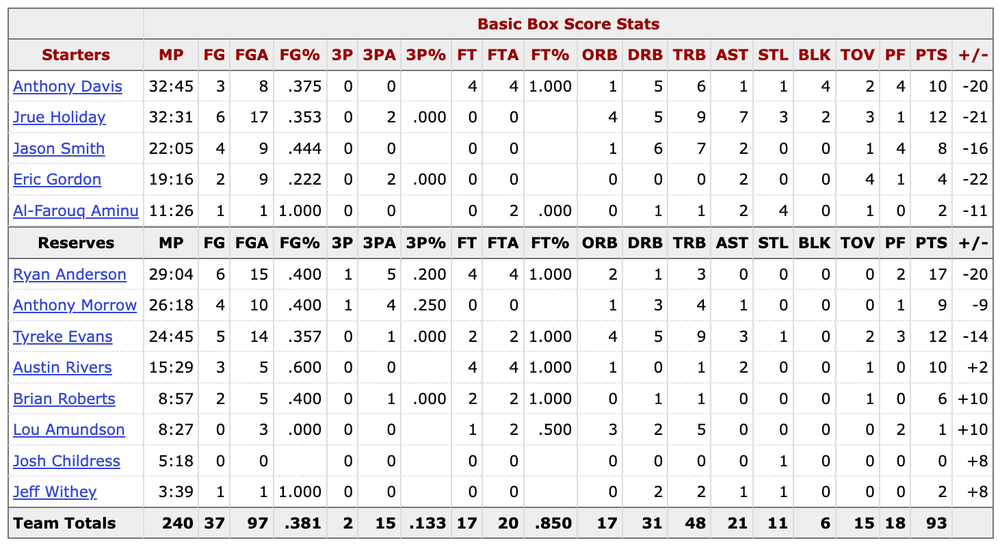 Basic Box Score Stats
Starters MP FG FGA FG% 3P 3PA 3P% FT FTA FT% ORB DRB TRB AST STL BLK TOV PF PTS +/-
Anthony Davis 32:45 3 8 .375 0 0 4 4 1.000 1 5 6 1 1 4 2 4 10 -20
Jrue Holiday 32:31 6 17 .353 0 2 .000 0 0 4 5 9 7 3 2 3 1 12 -21
Jason Smith 22:05 4 9 .444 0 0 0 0 1 6 7 2 0 0 1 4 8 -16
Eric Gordon 19:16 2 9 .222 0 2 .000 0 0 0 0 0 2 0 0 4 1 4 -22
Al-Farouq Aminu 11:26 1 1 1.000 0 0 0 2 .000 0 1 1 2 4 0 1 0 2 -11
Reserves MP FG FGA FG% 3P 3PA 3P% FT FTA FT% ORB DRB TRB AST STL BLK TOV PF PTS +/-
Ryan Anderson 29:04 6 15 .400 1 5 .200 4 4 1.000 2 1 3 0 0 0 0 2 17 -20
Anthony Morrow 26:18 4 10 .400 1 4 .250 0 0 1 3 4 1 0 0 0 1 9 -9
Tyreke Evans 24:45 5 14 .357 0 1 .000 2 2 1.000 4 5 9 3 1 0 2 3 12 -14
Austin Rivers 15:29 3 5 .600 0 0 4 4 1.000 1 0 1 2 0 0 1 0 10 +2
Brian Roberts 8:57 2 5 .400 0 1 .000 2 2 1.000 0 1 1 0 0 0 1 0 6 +10
Lou Amundson 8:27 0 3 .000 0 0 1 2 .500 3 2 5 0 0 0 0 2 1 +10
Josh Childress 5:18 0 0 0 0 0 0 0 0 0 0 1 0 0 0 0 +8
Jeff Withey 3:39 1 1 1.000 0 0 0 0 0 2 2 1 1 0 0 0 2 +8
Team Totals 240 37 97 .381 2 15 .133 17 20 .850 17 31 48 21 11 6 15 18 93